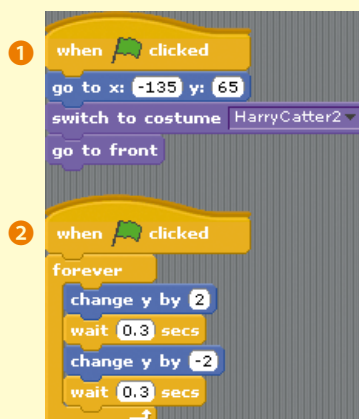 1
when clicked
go to x: -135 y: 65
switch to costume HarryCatter2
go to front
2
when clicked
forever
change y by 2
wait 0.3 secs
change y by -2
wait 0.3 secs